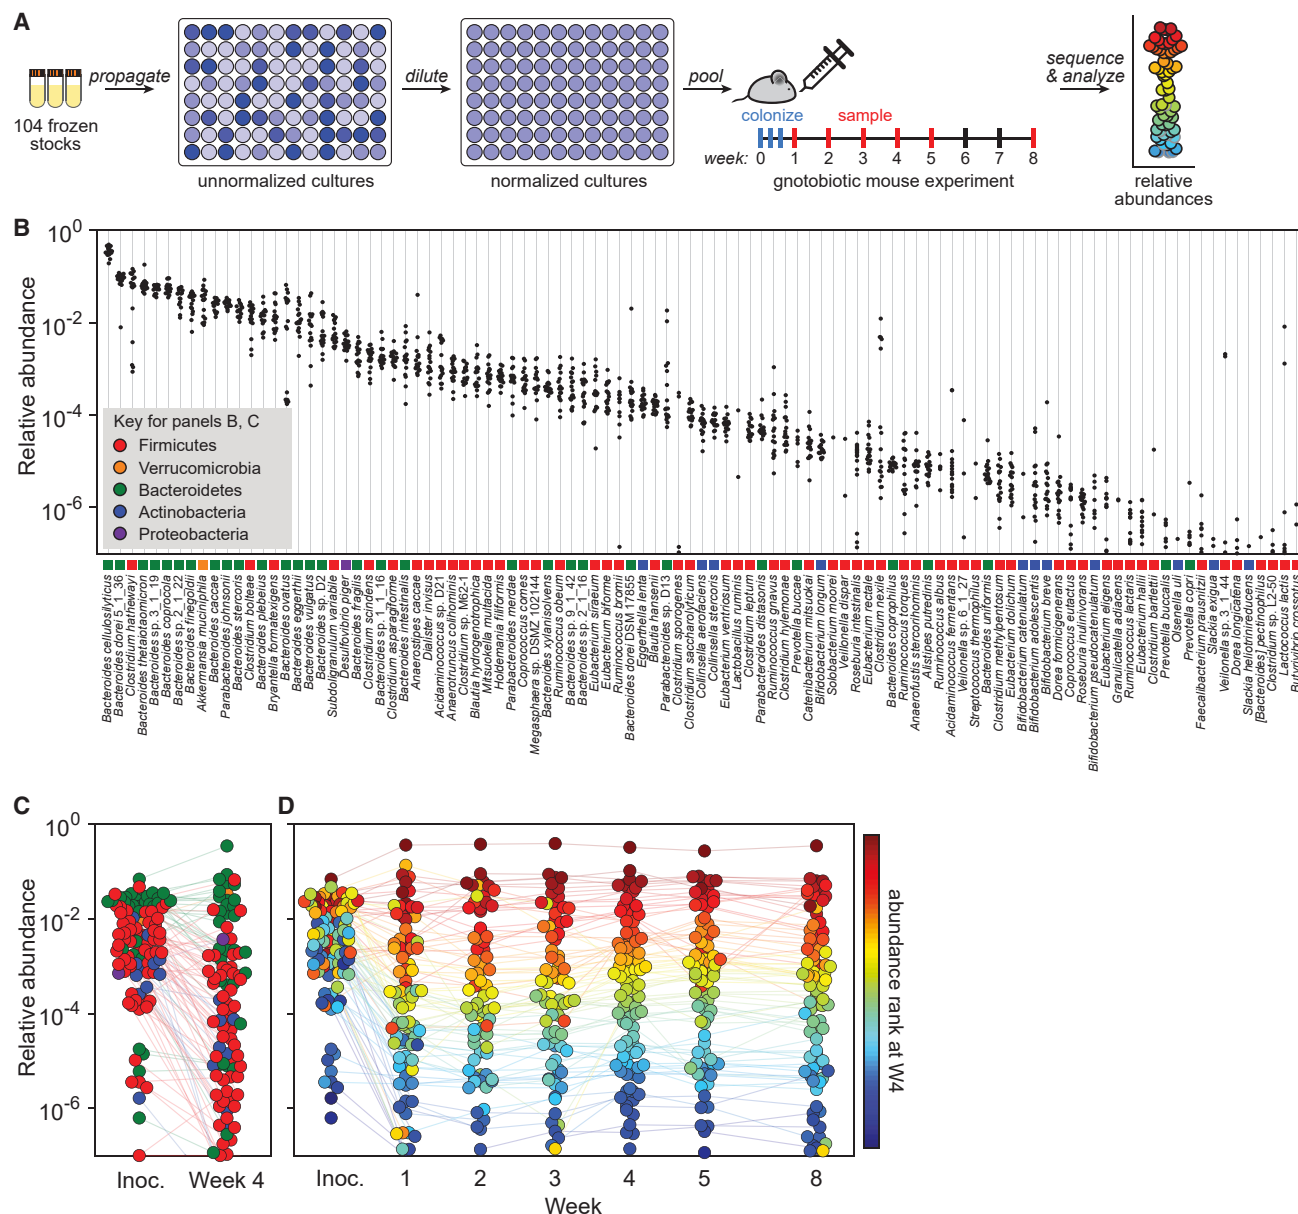 A
propagate
dilute
pool
sequence
& analyze
104 frozen
stocks
unnormalized cultures
normalized cultures
colonize
sample
week:
0
1
2
3
4
5
6
7
8
gnotobiotic mouse experiment
relative
abundances
B
10^0
10^-2
10^-4
10^-6
Relative abundance
Key for panels B, C
Firmicutes
Verrucomicrobia
Bacteroidetes
Actinobacteria
Proteobacteria
Bacteroides cellulosilyticus
Bacteroides dorei 5_1_36
Clostridium hathewayi
Bacteroides thetaiotaomicron
Bacteroides sp. 3_1_19
Bacteroides coprocola
Bacteroides sp. 2_1_22
Bacteroides finegoldii
Akkermansia muciniphila
Bacteroides caccae
Parabacteroides johnsonii
Bacteroides stercoris
Clostridium bolteae
Bacteroides plebeius
Bryantella formatexigens
Bacteroides ovatus
Bacteroides eggerthii
Bacteroides vulgatus
Bacteroides sp. D2
Subdoligranulum variabile
Desulfovibrio piger
Bacteroides fragilis
Clostridium scindens
Bacteroides sp. 1_1_16
Clostridium asparagiforme
Bacteroides intestinalis
Anaerostipes caccae
Dialister invisus
Acidaminococcus sp. D21
Anaerotruncus colihominis
Clostridium sp. M62-1
Blautia hydrogenotrophica
Mitsuokella multacida
Holdemania filiformis
Parabacteroides merdae
Coprococcus comes
Megasphaera sp. DSMZ 102144
Bacteroides xylanisolvens
Ruminococcus obeum
Bacteroides sp. 9_1_42
Bacteroides sp. 2_1_16
Eubacterium siraeum
Eubacterium biforme
Ruminococcus bromii
Bacteroides dorei DSM 17855
Eggerthella lenta
Blautia hansenii
Parabacteroides sp. D13
Clostridium sporogenes
Clostridium saccharolyticum
Collinsella aerofaciens
Collinsella stercoris
Eubacterium ventriosum
Lactobacillus ruminis
Clostridium leptum
Parabacteroides distasonis
Ruminococcus gnavus
Clostridium hylemonae
Prevotella buccae
Catenibacterium mitsuokai
Bifidobacterium longum
Solobacterium moorei
Veillonella dispar
Roseburia intestinalis
Eubacterium rectale
Clostridium nexile
Bacteroides coprophilus
Ruminococcus torques
Anaerofustis stercorihominis
Alistipes putredinis
Ruminococcus albus
Acidaminococcus fermentans
Veillonella sp. 6_1_27
Streptococcus thermophilus
Bacteroides uniformis
Clostridium methylpentosum
Eubacterium dolichum
Bifidobacterium catenulatum
Bifidobacterium adolescentis
Bifidobacterium breve
Dorea formicigenerans
Coprococcus eutactus
Roseburia inulinivorans
Bifidobacterium pseudocatenulatum
Eubacterium eligens
Granulicatella adiacens
Ruminococcus lactaris
Eubacterium hallii
Clostridium bartlettii
Prevotella buccalis
Olsenella uli
Prevotella copri
Faecalibacterium prausnitzii
Slackia exigua
Veilonella sp. 3_1_44
Dorea longicatena
Slackia heliotrinireducens
[Bacteroides] pectinophilus
Clostridium sp. L2-50
Lactococcus lactis
Butyrivibrio crossotus
C
10^0
10^-2
10^-4
10^-6
Relative abundance
Inoc.
Week 4
D
Inoc.
1
2
3
4
5
8
Week
abundance rank at W4